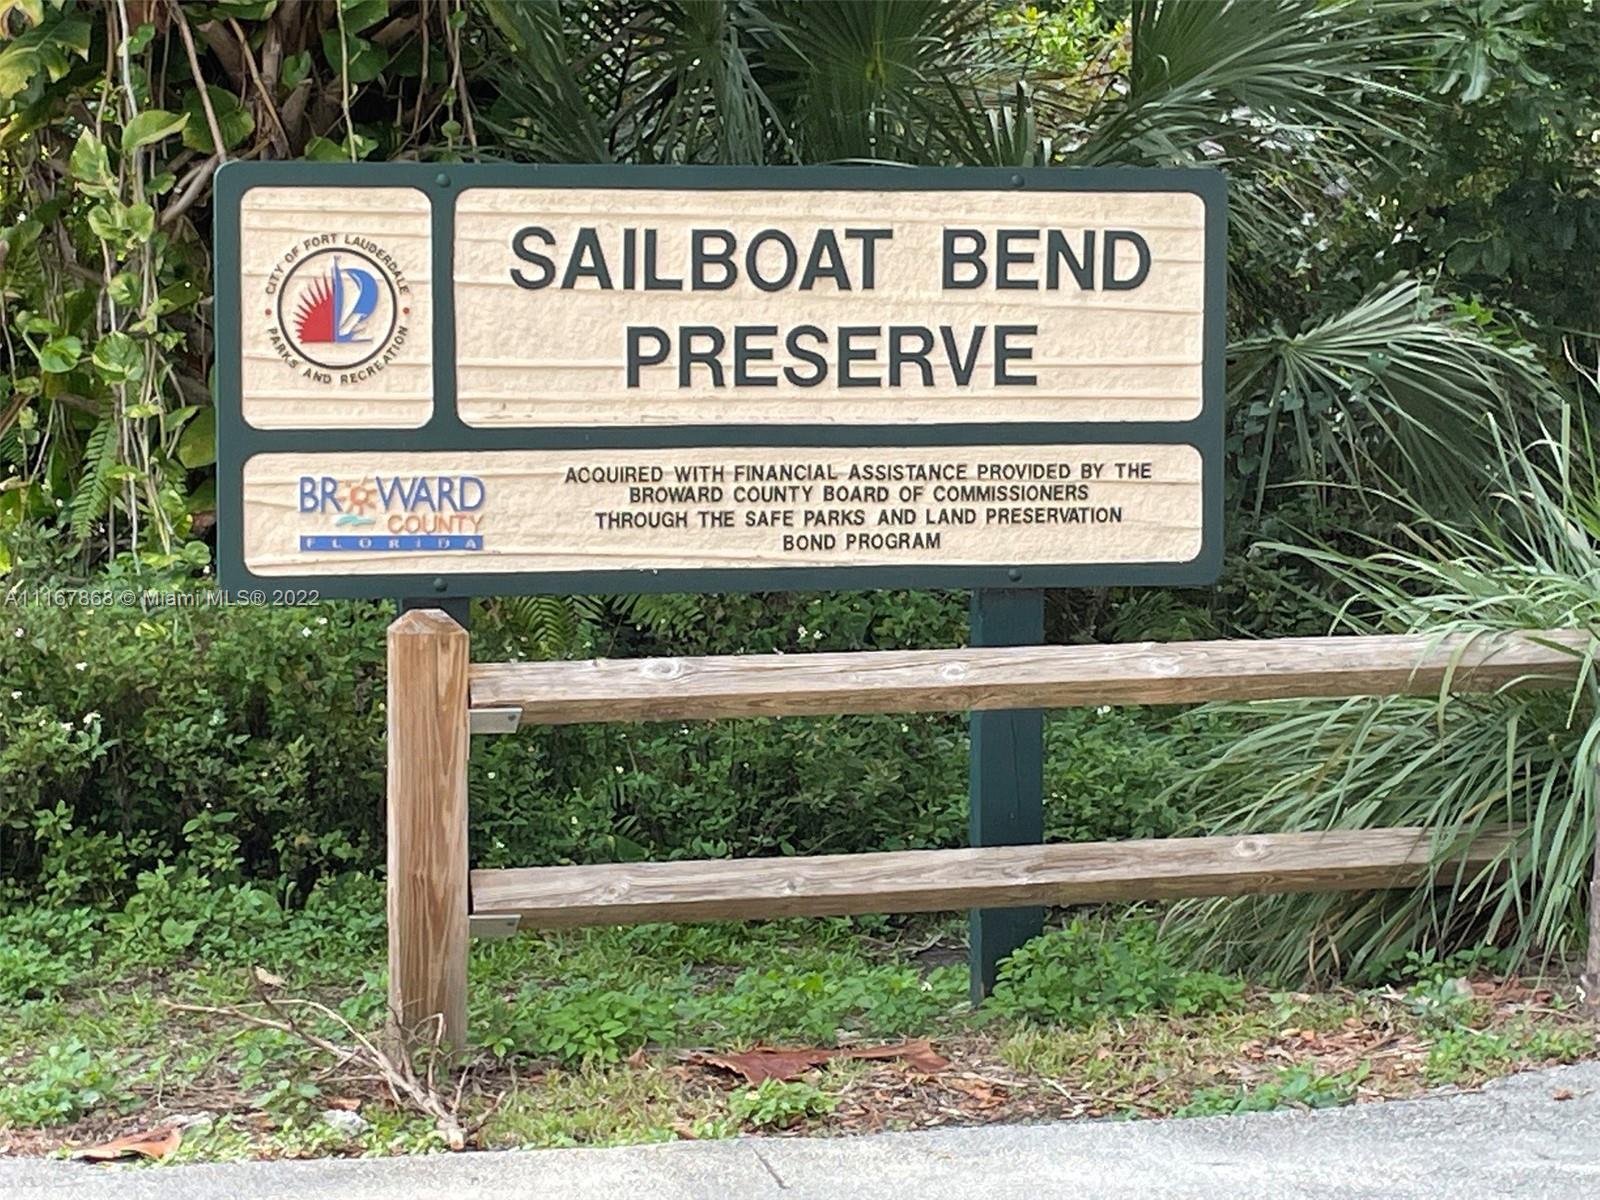 CITY OF FORT LAUDERDALE
PARKS AND RECREATION
SAILBOAT BEND
PRESERVE
BROWARD
COUNTY
FLORIDA
ACQUIRED WITH FINANCIAL ASSISTANCE PROVIDED BY THE
BROWARD COUNTY BOARD OF COMMISSIONERS
THROUGH THE SAFE PARKS AND LAND PRESERVATION
BOND PROGRAM
A11167868 © Miami MLS® 2022